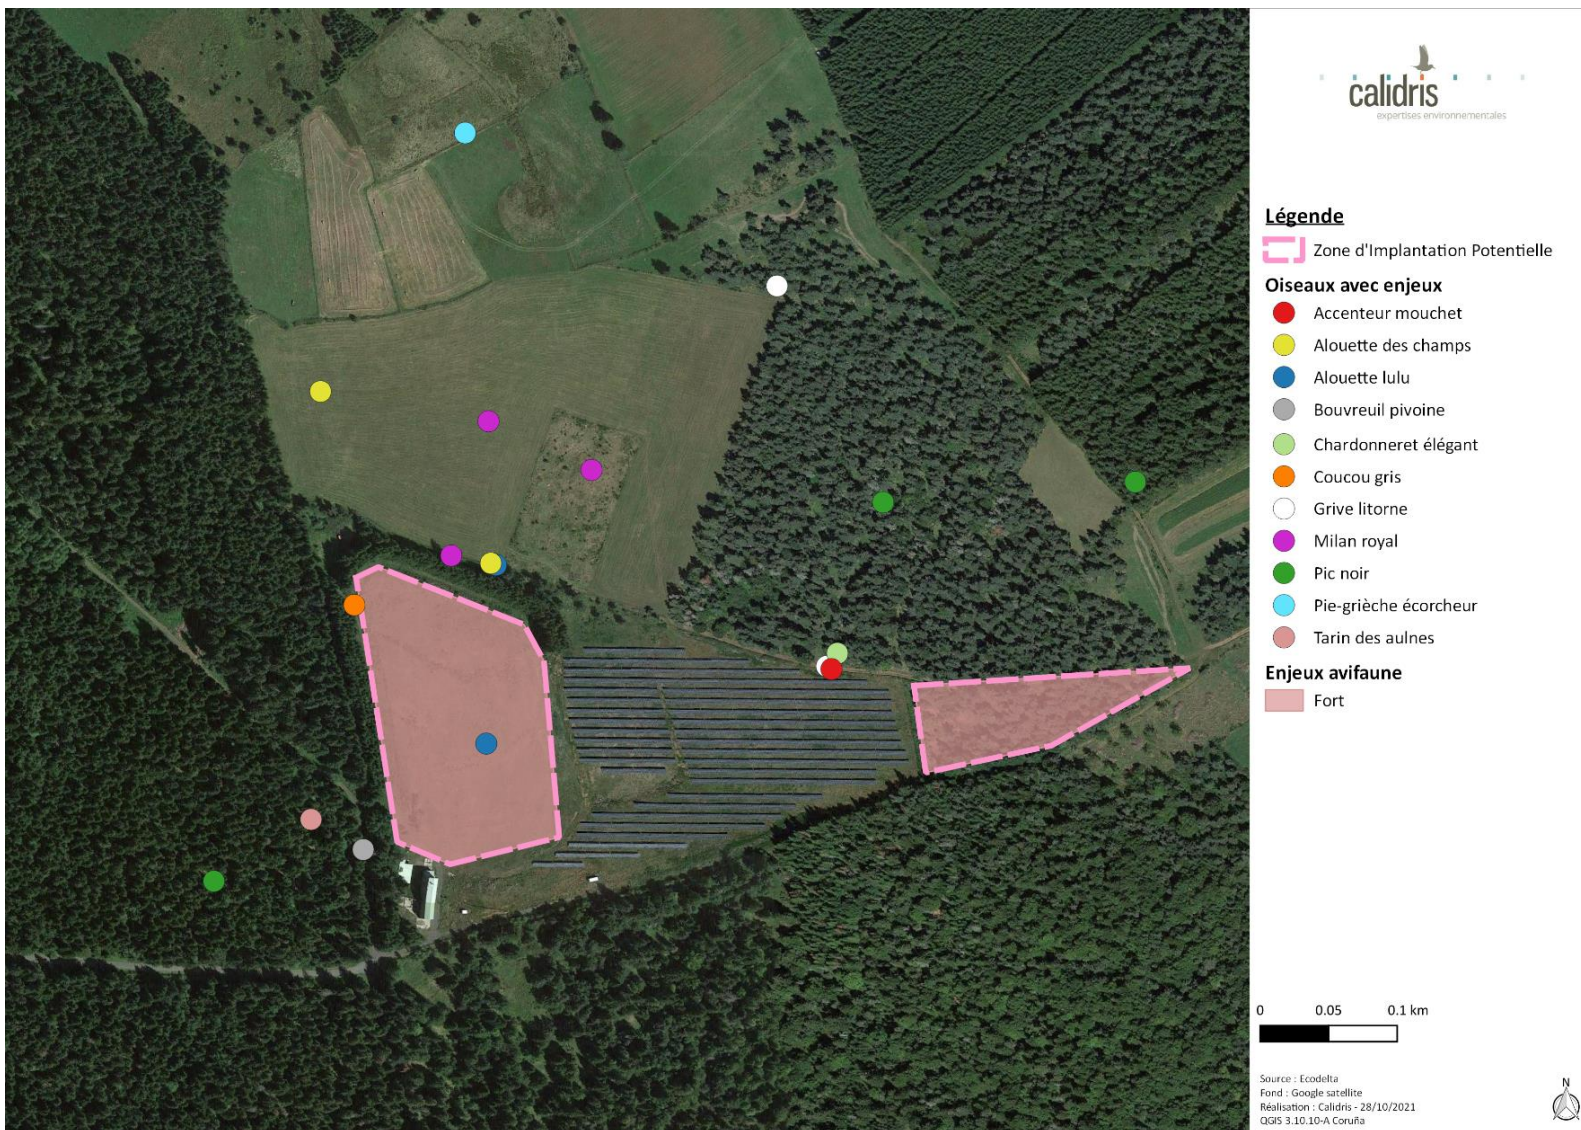 calidris
expertises environnementales
Légende
Zone d'Implantation Potentielle
Oiseaux avec enjeux
Accenteur mouchet
Alouette des champs
Alouette lulu
Bouvreuil pivoine
Chardonneret élégant
Coucou gris
Grive litorne
Milan royal
Pic noir
Pie-grièche écorcheur
Tarin des aulnes
Enjeux avifaune
Fort
0 0.05 0.1 km
Source : Ecodelta
Fond : Google satellite
Réalisation : Calidris - 28/10/2021
QGIS 3.10.10-A Coruña
N